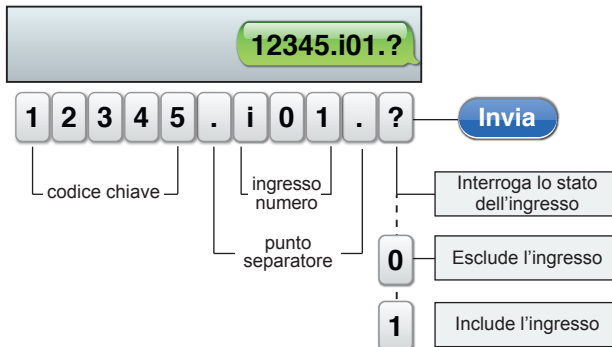 12345.i01.?
1 2 3 4 5 . i 0 1 . ?
Invia
codice chiave
ingresso
numero
punto
separatore
Interroga lo stato
dell'ingresso
0
Esclude l'ingresso
1
Include l'ingresso